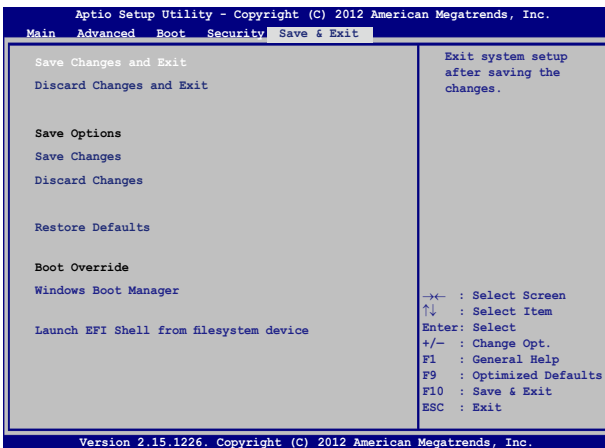 Aptio Setup Utility - Copyright (C) 2012 American Megatrends, Inc.
Main Advanced Boot Security Save & Exit
Save Changes and Exit
Discard Changes and Exit
Save Options
Save Changes
Discard Changes
Restore Defaults
Boot Override
Windows Boot Manager
Launch EFI Shell from filesystem device
Exit system setup
after saving the
changes.
→← : Select Screen
↑↓ : Select Item
Enter: Select
+/— : Change Opt.
F1 : General Help
F9 : Optimized Defaults
F10 : Save & Exit
ESC : Exit
Version 2.15.1226. Copyright (C) 2012 American Megatrends, Inc.